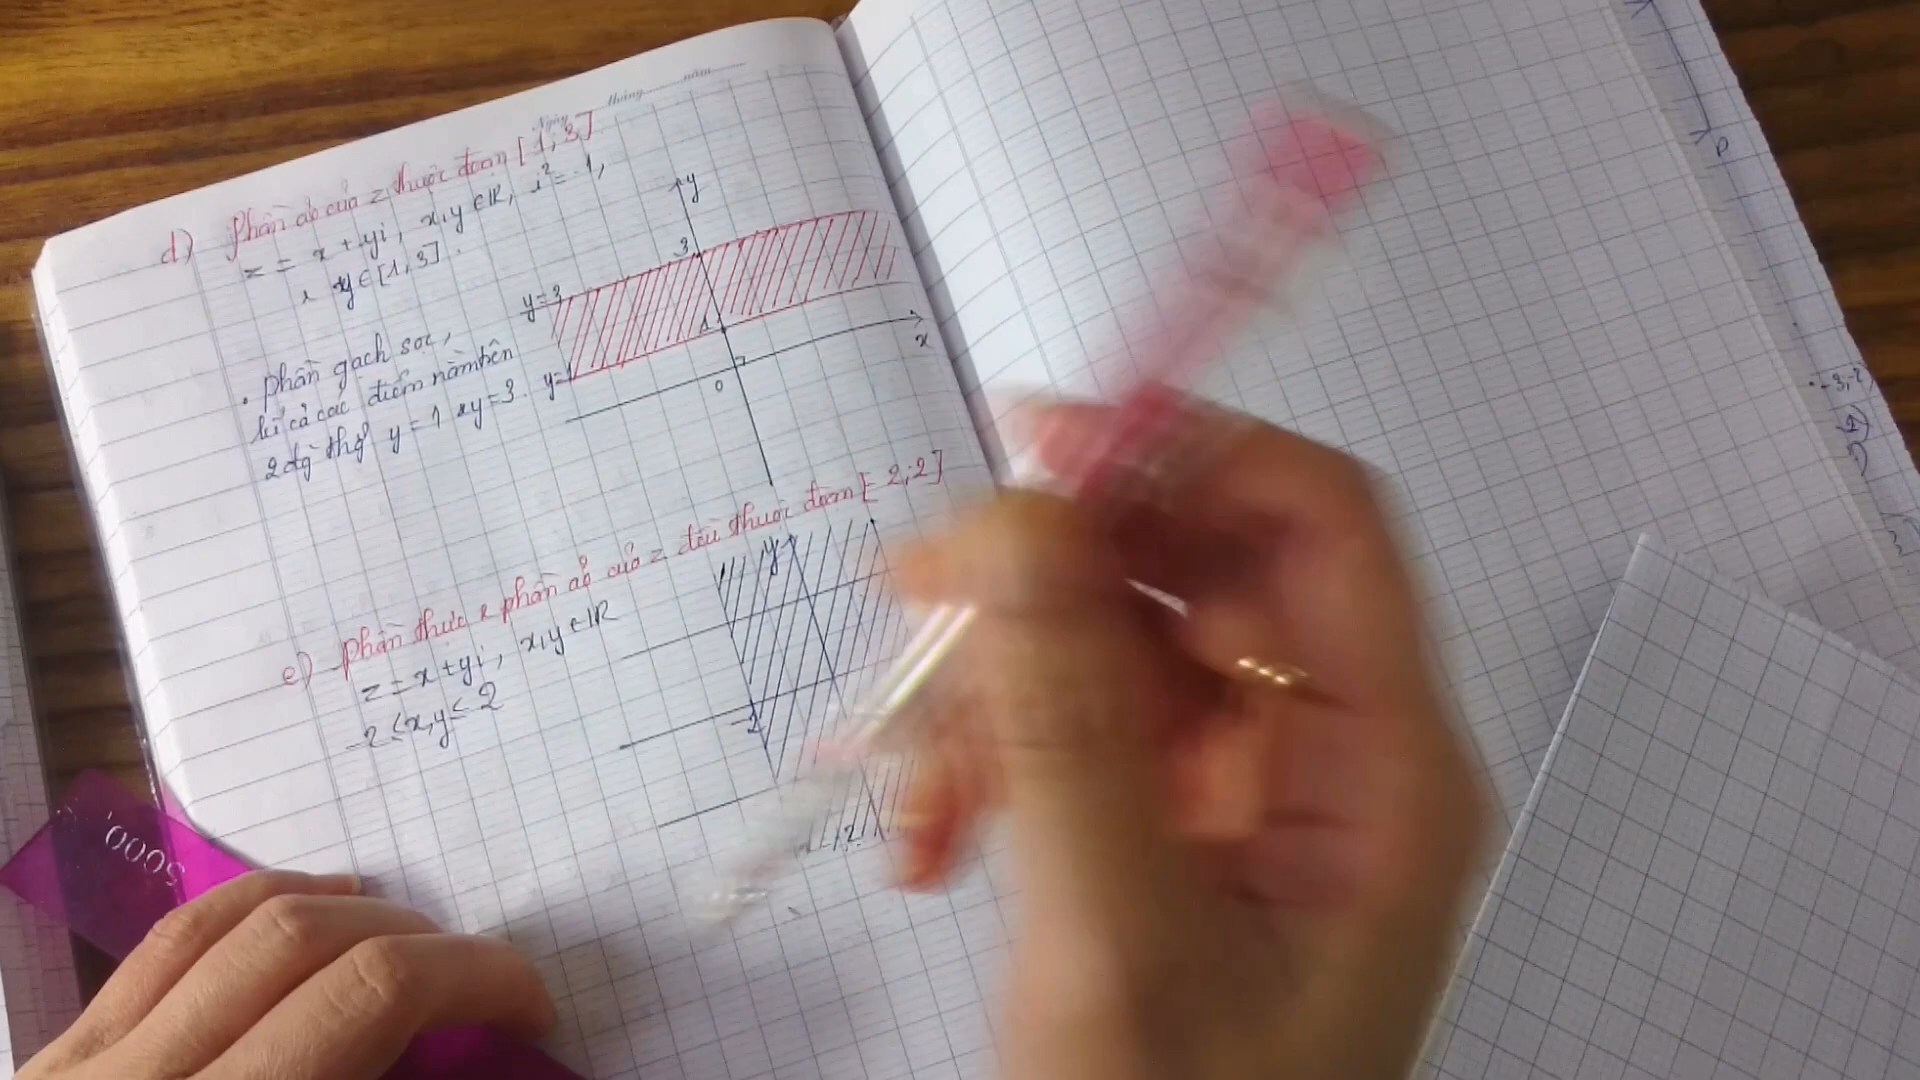 Ngày tháng năm
d) Phần ảo của z thuộc đoạn [1, 3]
z = x + yi, x,y ∈ ℝ, i² = -1,
y ∈ [1, 3].
y
3
y=3
1
y=1
0
x
• Phần gạch sọc,
kể cả các điểm nằm trên
2 đg thg y = 1 & y = 3.
e) Phần thực & phần ảo của z đều thuộc đoạn [-2; 2]
z = x + yi, x,y ∈ ℝ
-2 ≤ x,y ≤ 2
y
-2
5000
P
-3,-2)